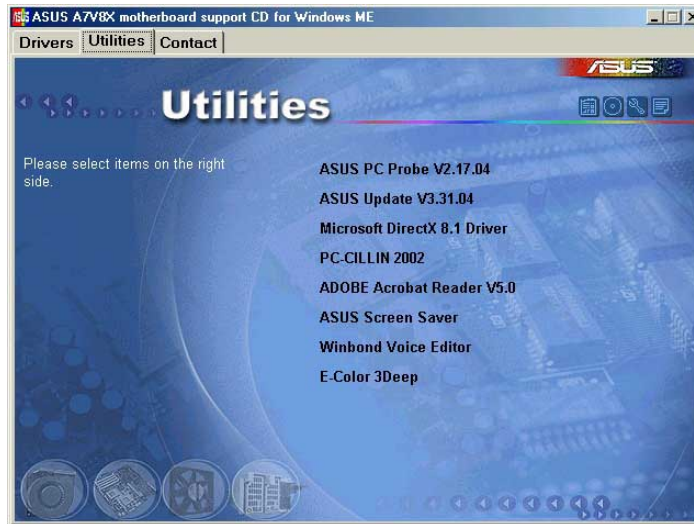 ASUS A7V8X motherboard support CD for Windows ME
Drivers Utilities Contact
ASUS
Utilities
Please select items on the right
side.
ASUS PC Probe V2.17.04
ASUS Update V3.31.04
Microsoft DirectX 8.1 Driver
PC-CILLIN 2002
ADOBE Acrobat Reader V5.0
ASUS Screen Saver
Winbond Voice Editor
E-Color 3Deep